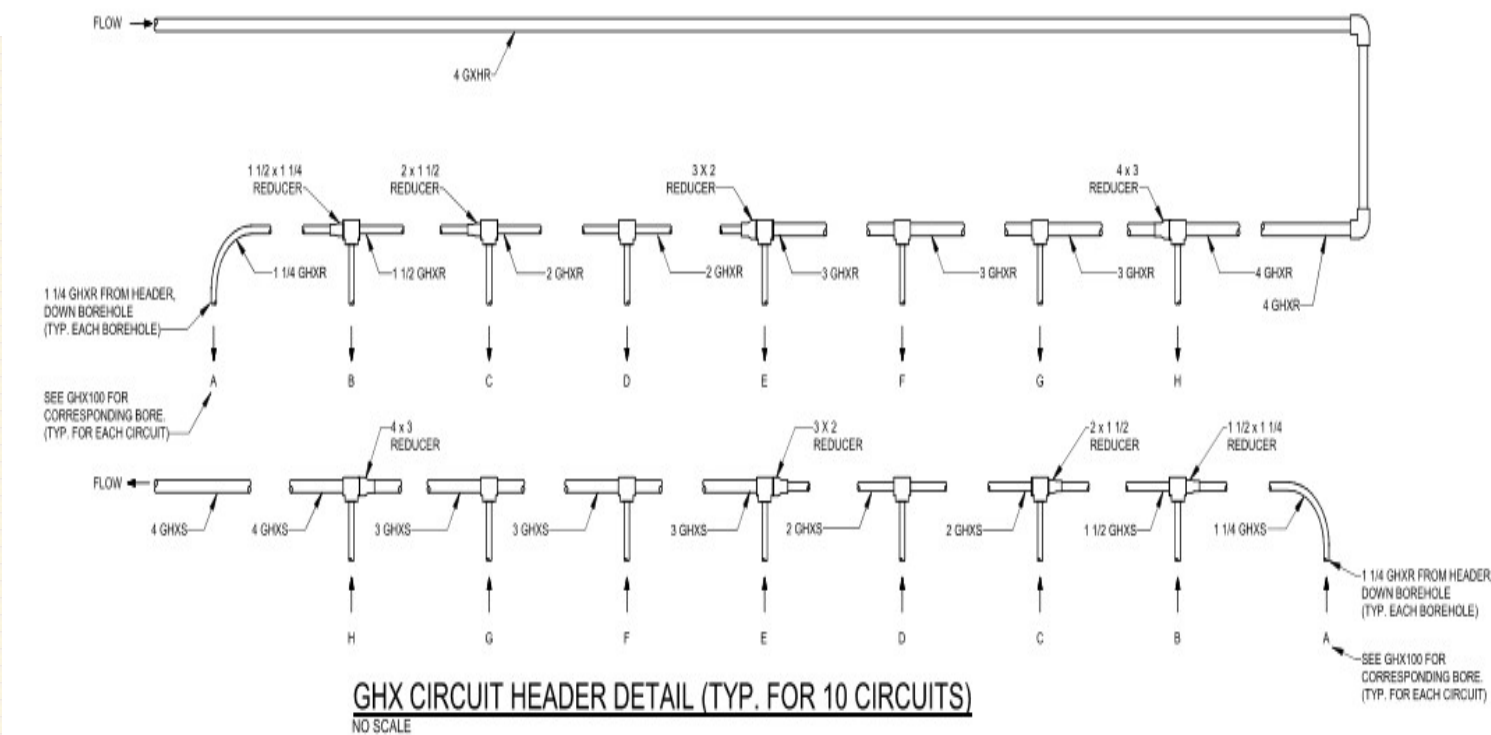 FLOW
4 GXHR
1 1/2 x 1 1/4
REDUCER
2 x 1 1/2
REDUCER
3 X 2
REDUCER
4 x 3
REDUCER
1 1/4 GHXR
1 1/2 GHXR
2 GHXR
2 GHXR
3 GHXR
3 GHXR
3 GHXR
4 GHXR
4 GHXR
1 1/4 GHXR FROM HEADER,
DOWN BOREHOLE
(TYP. EACH BOREHOLE)
A
B
C
D
E
F
G
H
SEE GHX100 FOR
CORRESPONDING BORE.
(TYP. FOR EACH CIRCUIT)
4 x 3
REDUCER
3 X 2
REDUCER
2 x 1 1/2
REDUCER
1 1/2 x 1 1/4
REDUCER
FLOW
4 GHXS
4 GHXS
3 GHXS
3 GHXS
3 GHXS
2 GHXS
2 GHXS
1 1/2 GHXS
1 1/4 GHXS
1 1/4 GHXR FROM HEADER
DOWN BOREHOLE
(TYP. EACH BOREHOLE)
H
G
F
E
D
C
B
A
SEE GHX100 FOR
CORRESPONDING BORE.
(TYP. FOR EACH CIRCUIT)
GHX CIRCUIT HEADER DETAIL (TYP. FOR 10 CIRCUITS)
NO SCALE